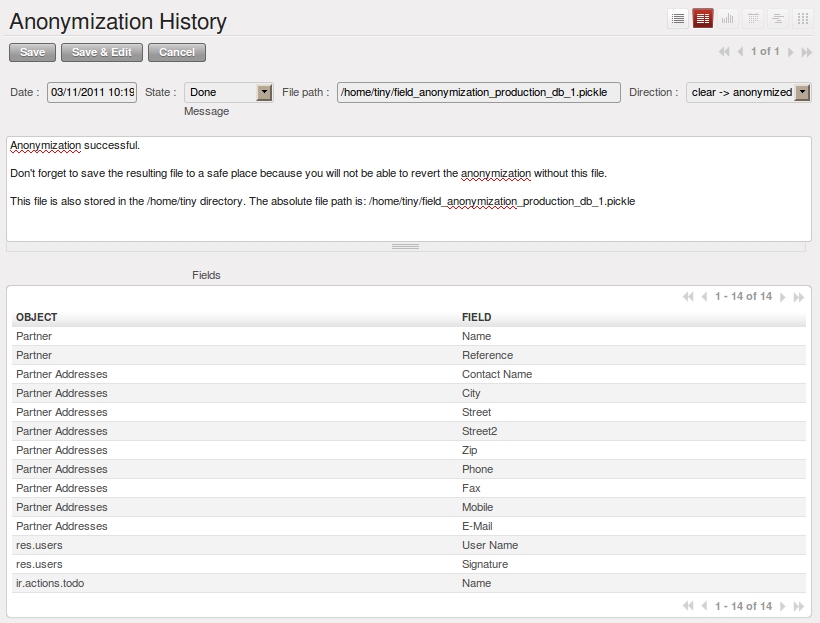 Anonymization History
Save Save & Edit Cancel 1 of 1
Date : 03/11/2011 10:19 State : Done File path : /home/tiny/field_anonymization_production_db_1.pickle Direction : clear -> anonymized
Message
Anonymization successful.
Don't forget to save the resulting file to a safe place because you will not be able to revert the anonymization without this file.
This file is also stored in the /home/tiny directory. The absolute file path is: /home/tiny/field_anonymization_production_db_1.pickle
Fields
1 - 14 of 14
OBJECT FIELD
Partner Name
Partner Reference
Partner Addresses Contact Name
Partner Addresses City
Partner Addresses Street
Partner Addresses Street2
Partner Addresses Zip
Partner Addresses Phone
Partner Addresses Fax
Partner Addresses Mobile
Partner Addresses E-Mail
res.users User Name
res.users Signature
ir.actions.todo Name
1 - 14 of 14